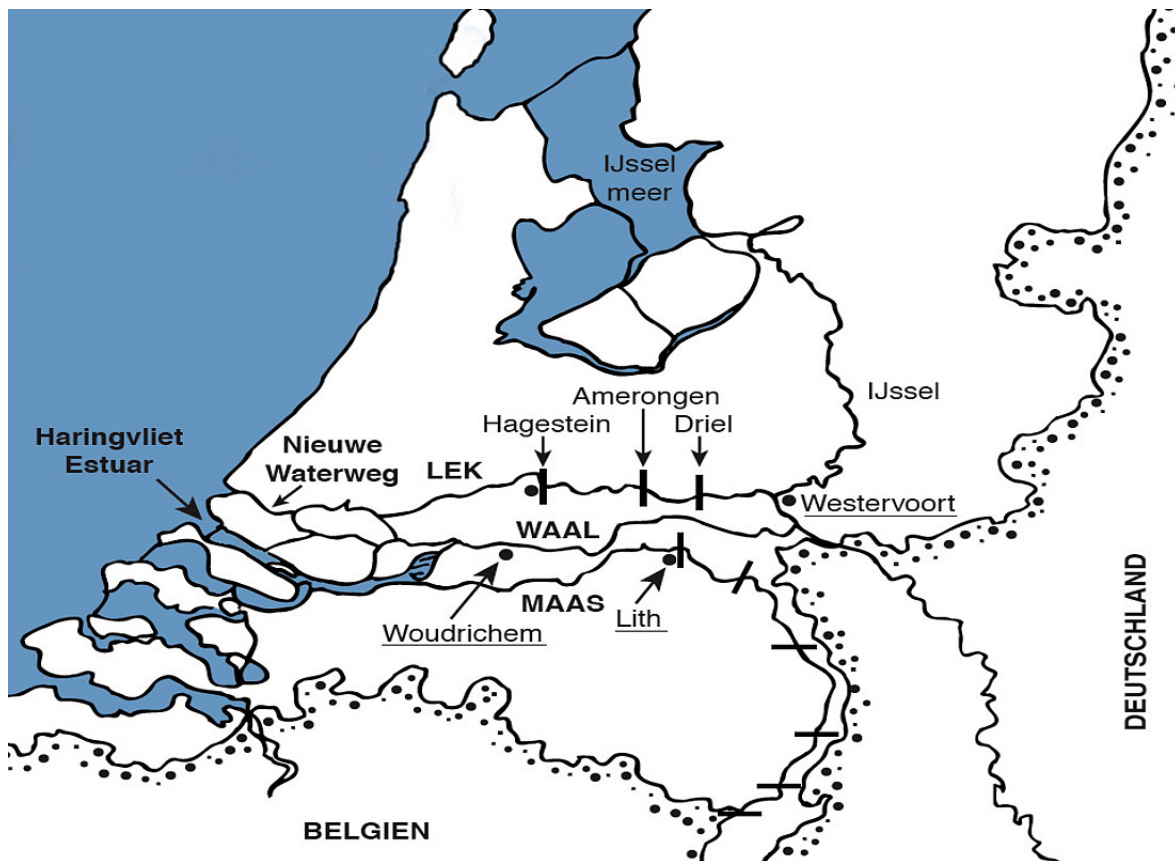 IJssel
meer
Amerongen
Hagestein
Driel
IJssel
Haringvliet
Estuar
Nieuwe
Waterweg
LEK
Westervoort
WAAL
MAAS
Lith
Woudrichem
DEUTSCHLAND
BELGIEN